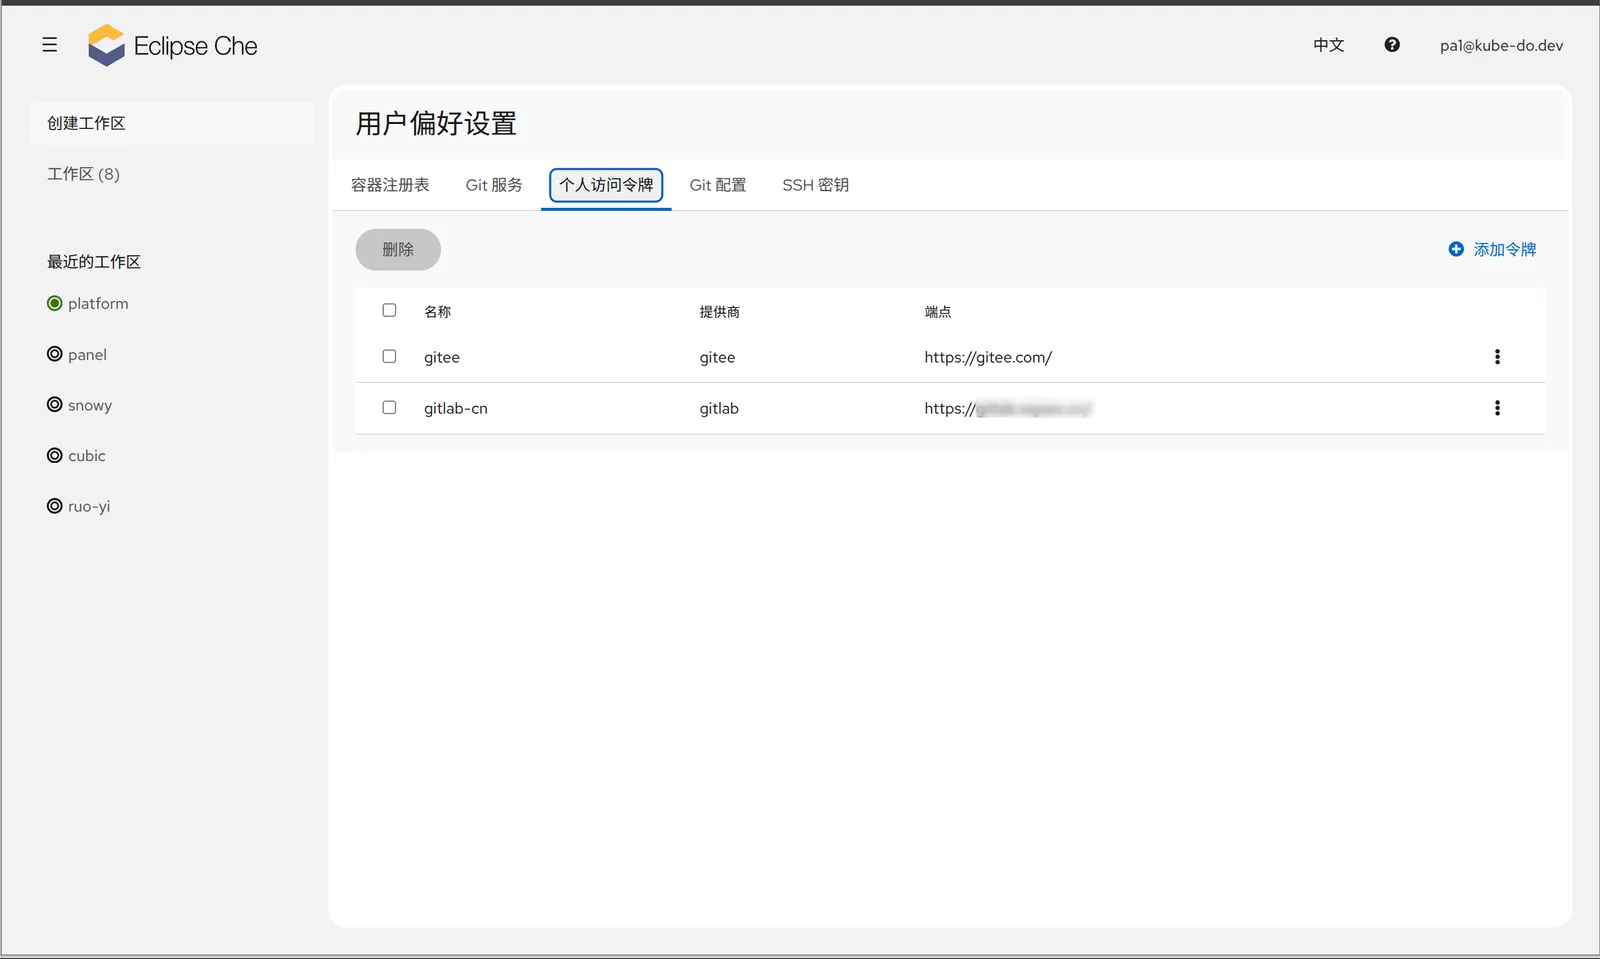 Eclipse Che
中文
pa1@kube-do.dev
创建工作区
工作区 (8)
最近的工作区
platform
panel
snowy
cubic
ruo-yi
用户偏好设置
容器注册表 Git 服务 个人访问令牌 Git 配置 SSH 密钥
删除
添加令牌
名称 提供商 端点
gitee gitee https://gitee.com/
gitlab-cn gitlab https://